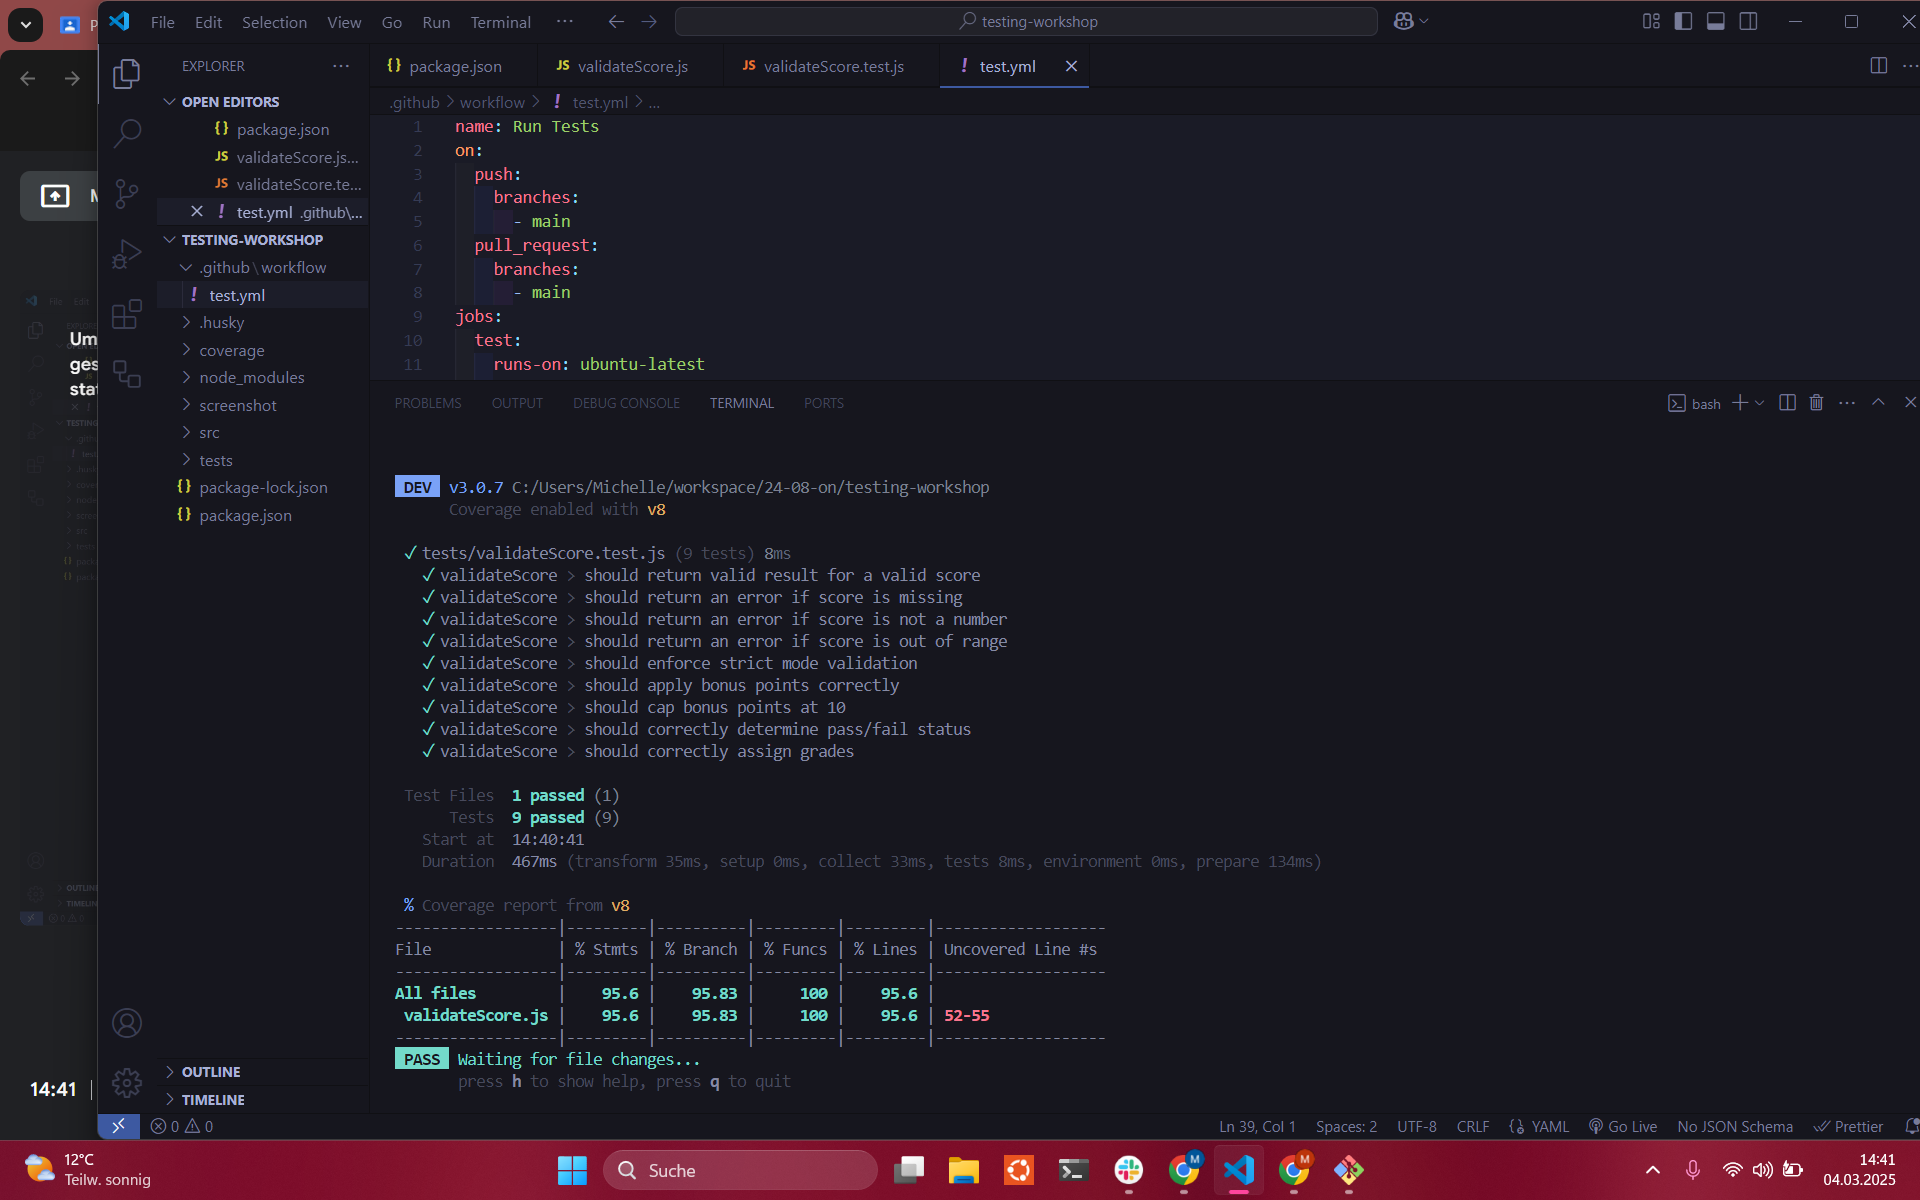 File Edit Selection View Go Run Terminal ··· testing-workshop
EXPLORER ···
OPEN EDITORS
{} package.json
JS validateScore.js...
JS validateScore.te...
! test.yml .github\...
TESTING-WORKSHOP
.github\workflow
! test.yml
.husky
coverage
node_modules
screenshot
src
tests
{} package-lock.json
{} package.json
OUTLINE
TIMELINE
{} package.json JS validateScore.js JS validateScore.test.js ! test.yml
.github > workflow > ! test.yml > ...
1 name: Run Tests
2 on:
3 push:
4 branches:
5 - main
6 pull_request:
7 branches:
8 - main
9 jobs:
10 test:
11 runs-on: ubuntu-latest
PROBLEMS OUTPUT DEBUG CONSOLE TERMINAL PORTS bash
DEV v3.0.7 C:/Users/Michelle/workspace/24-08-on/testing-workshop
Coverage enabled with v8
✓ tests/validateScore.test.js (9 tests) 8ms
✓ validateScore > should return valid result for a valid score
✓ validateScore > should return an error if score is missing
✓ validateScore > should return an error if score is not a number
✓ validateScore > should return an error if score is out of range
✓ validateScore > should enforce strict mode validation
✓ validateScore > should apply bonus points correctly
✓ validateScore > should cap bonus points at 10
✓ validateScore > should correctly determine pass/fail status
✓ validateScore > should correctly assign grades
Test Files 1 passed (1)
Tests 9 passed (9)
Start at 14:40:41
Duration 467ms (transform 35ms, setup 0ms, collect 33ms, tests 8ms, environment 0ms, prepare 134ms)
% Coverage report from v8
------------------|---------|----------|---------|---------|-------------------
File | % Stmts | % Branch | % Funcs | % Lines | Uncovered Line #s
------------------|---------|----------|---------|---------|-------------------
All files | 95.6 | 95.83 | 100 | 95.6 |
validateScore.js | 95.6 | 95.83 | 100 | 95.6 | 52-55
------------------|---------|----------|---------|---------|-------------------
PASS Waiting for file changes...
press h to show help, press q to quit
0 0 Ln 39, Col 1 Spaces: 2 UTF-8 CRLF {} YAML Go Live No JSON Schema Prettier
Um
ges
14:41
12°C
Teilw. sonnig
Suche
14:41
04.03.2025